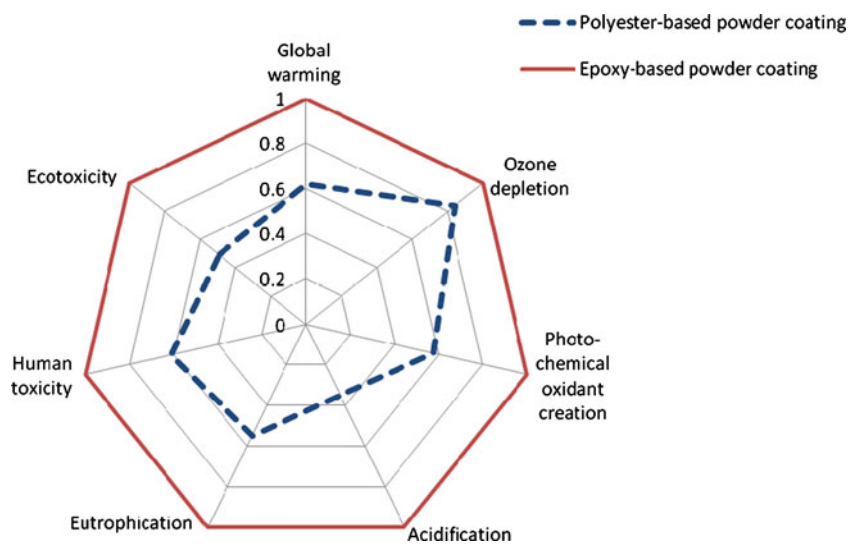 Polyester-based powder coating
Epoxy-based powder coating
Global
warming
1
0.8
0.6
0.4
0.2
0
Ozone
depletion
Photo-
chemical
oxidant
creation
Acidification
Eutrophication
Human
toxicity
Ecotoxicity